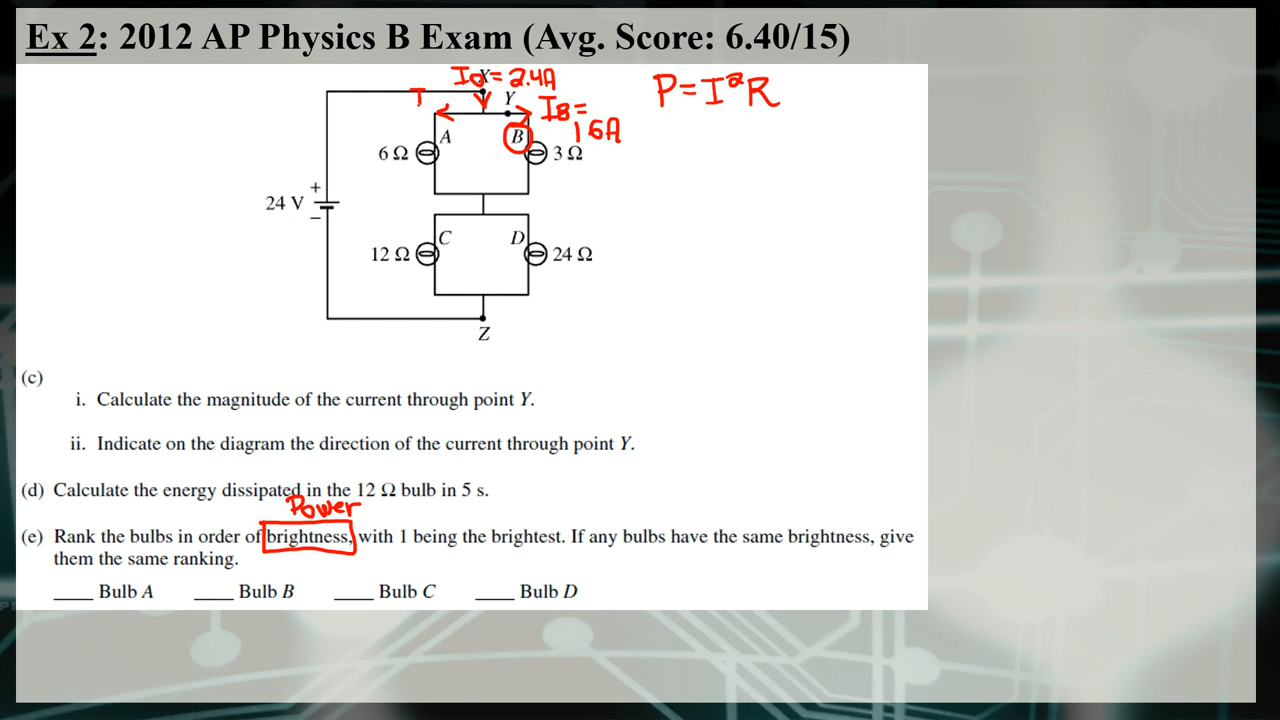 Ex 2: 2012 AP Physics B Exam (Avg. Score: 6.40/15)
X
= 2.4A
P=I²R
Y
I_B =
A
B
6 Ω
3 Ω
+
24 V
−
C
D
12 Ω
24 Ω
Z
(c)
i. Calculate the magnitude of the current through point Y.
ii. Indicate on the diagram the direction of the current through point Y.
(d) Calculate the energy dissipated in the 12 Ω bulb in 5 s.
Power
(e) Rank the bulbs in order of brightness, with 1 being the brightest. If any bulbs have the same brightness, give
them the same ranking.
____ Bulb A ____ Bulb B ____ Bulb C ____ Bulb D